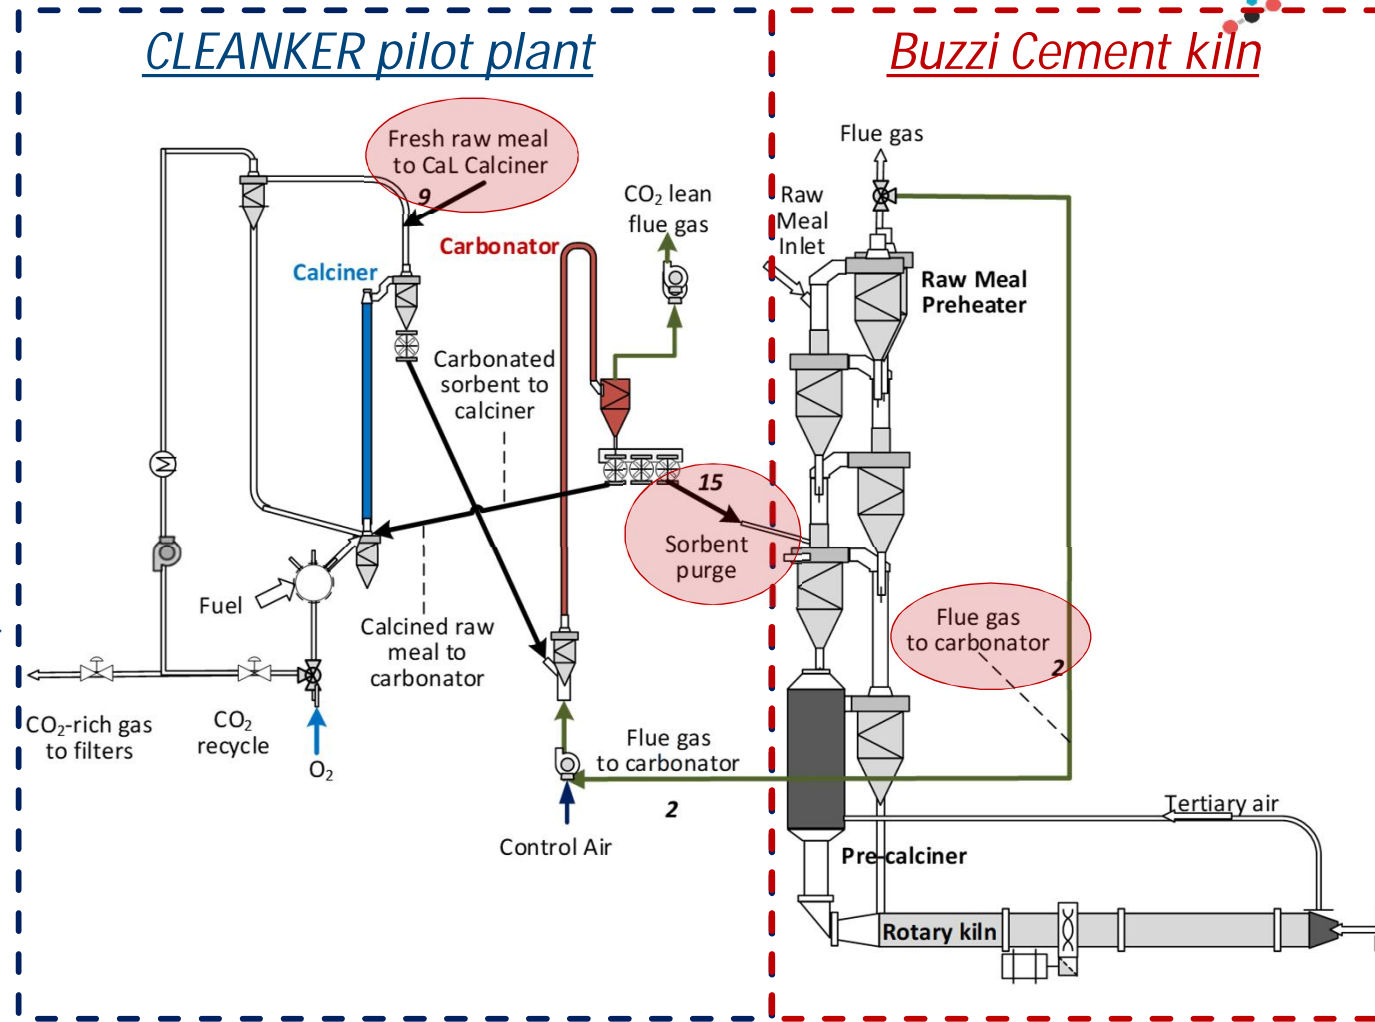 CLEANKER pilot plant
Buzzi Cement kiln
Fresh raw meal
to CaL Calciner
9
Flue gas
CO₂ lean
flue gas
Raw
Meal
Inlet
Carbonator
Calciner
Raw Meal
Preheater
Carbonated
sorbent to
calciner
M
15
Sorbent
purge
Fuel
Calcined raw
meal to
carbonator
Flue gas
to carbonator
2
CO₂-rich gas
to filters
CO₂
recycle
O₂
Flue gas
to carbonator
2
Control Air
Tertiary air
Pre-calciner
Rotary kiln